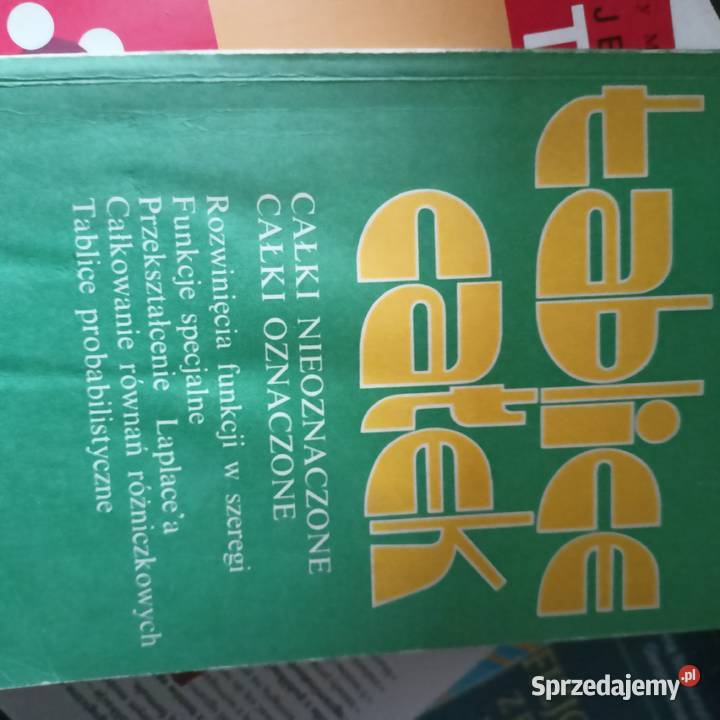 tablice
całek
CAŁKI NIEOZNACZONE
CAŁKI OZNACZONE
Rozwinięcia funkcji w szeregi
Funkcje specjalne
Przekształcenie Laplace'a
Całkowanie równań różniczkowych
Tablice probabilistyczne
Sprzedajemy.pl